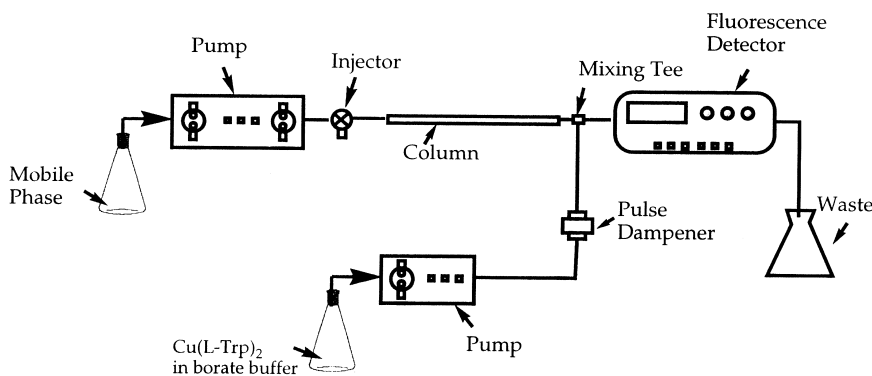 Fluorescence
Detector
Pump
Injector
Mixing Tee
Column
Mobile
Phase
Pulse
Dampener
Waste
Cu(L-Trp)₂
in borate buffer
Pump